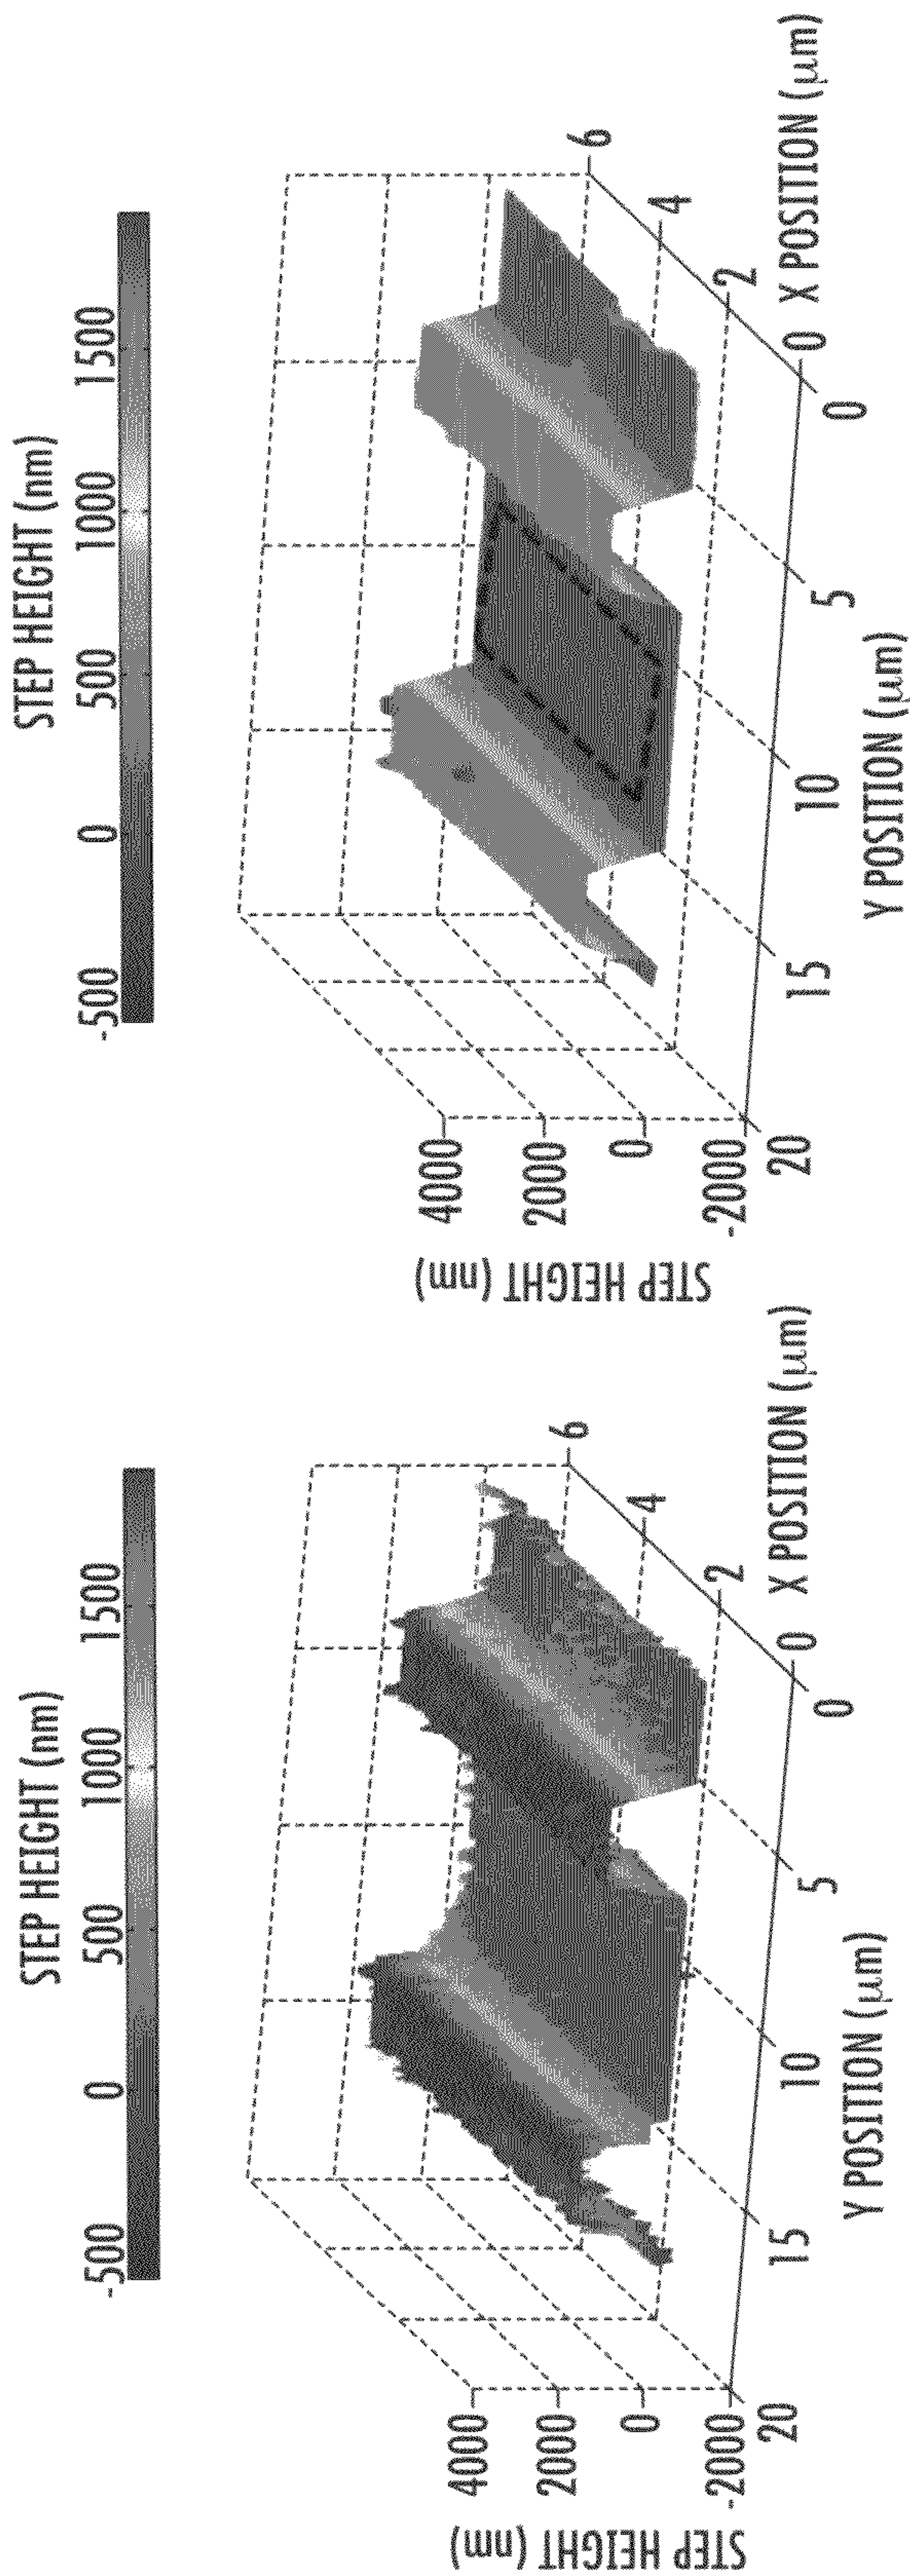 STEP HEIGHT (nm)
-500 0 500 1000 1500
STEP HEIGHT (nm)
4000
2000
0
-2000
20 15 10 5 0
Y POSITION (μm)
0 2 4 6
X POSITION (μm)
STEP HEIGHT (nm)
-500 0 500 1000 1500
STEP HEIGHT (nm)
4000
2000
0
-2000
20 15 10 5 0
Y POSITION (μm)
0 2 4 6
X POSITION (μm)